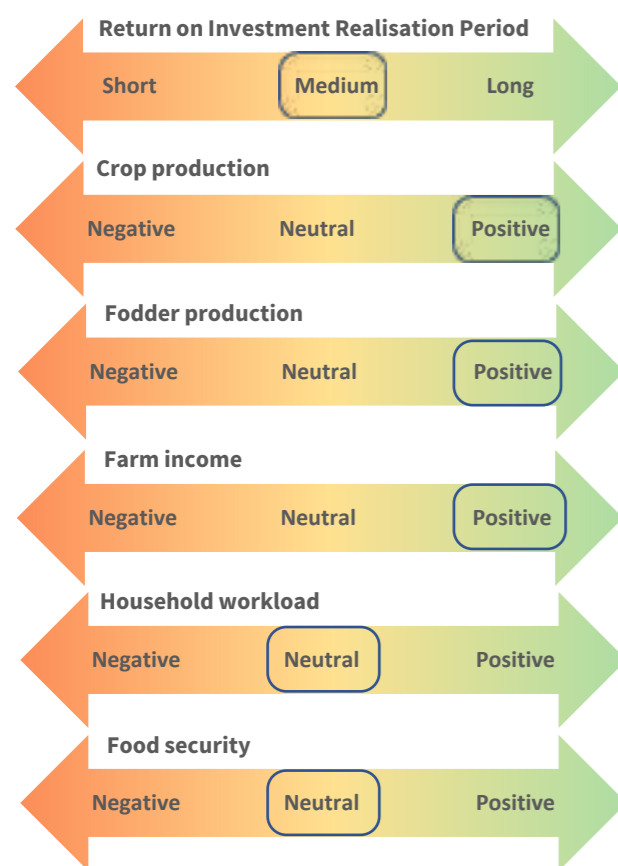 Return on Investment Realisation Period
Short Medium Long
Crop production
Negative Neutral Positive
Fodder production
Negative Neutral Positive
Farm income
Negative Neutral Positive
Household workload
Negative Neutral Positive
Food security
Negative Neutral Positive